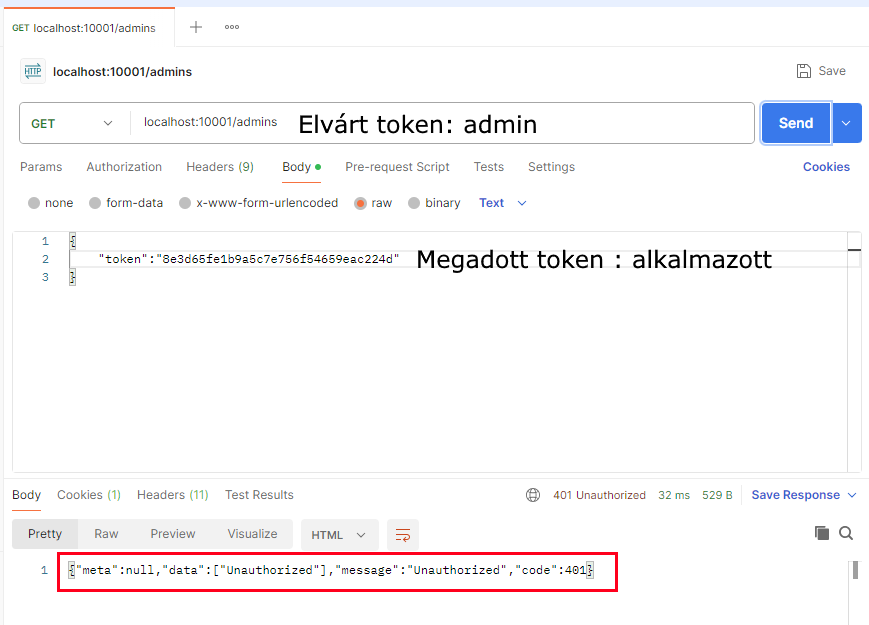 GET localhost:10001/admins
HTTP localhost:10001/admins Save
GET localhost:10001/admins Elvárt token: admin Send
Params Authorization Headers (9) Body Pre-request Script Tests Settings Cookies
none form-data x-www-form-urlencoded raw binary Text
1 {
2 "token":"8e3d65fe1b9a5c7e756f54659eac224d" Megadott token : alkalmazott
3 }
Body Cookies (1) Headers (11) Test Results 401 Unauthorized 32 ms 529 B Save Response
Pretty Raw Preview Visualize HTML
1 {"meta":null,"data":["Unauthorized"],"message":"Unauthorized","code":401}